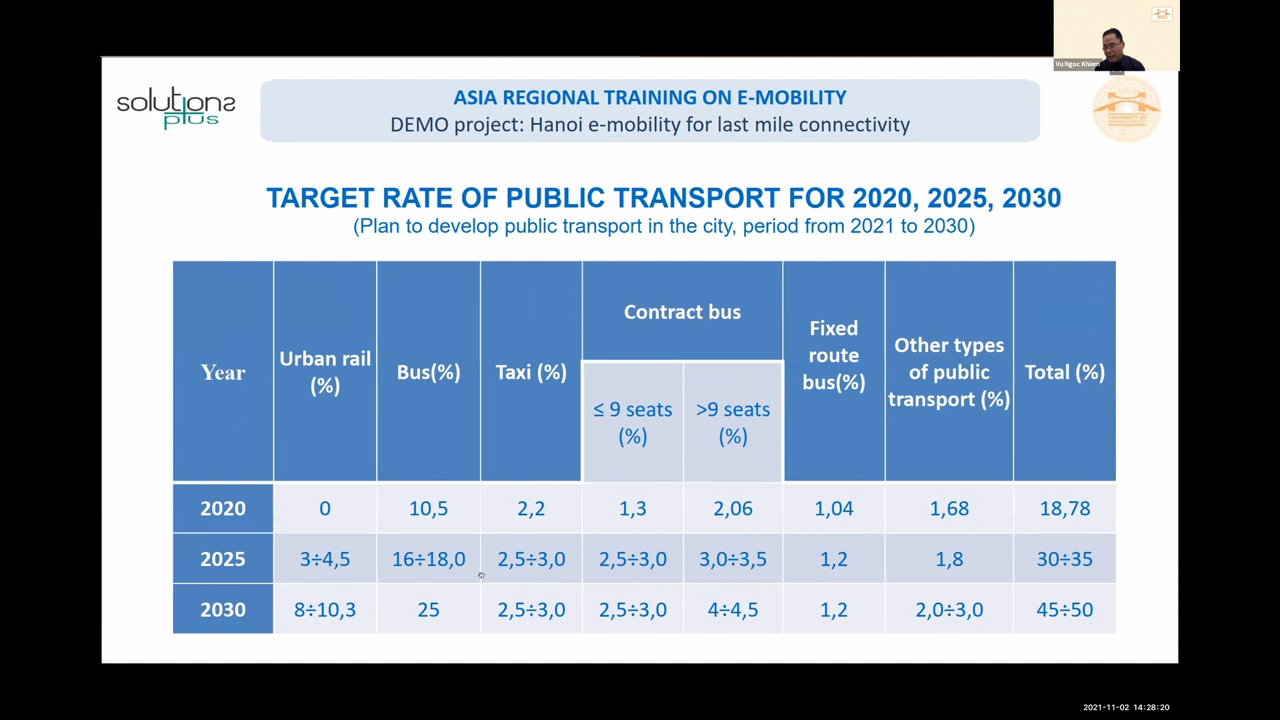 Vu Ngoc Khiem
solutions
plus
ASIA REGIONAL TRAINING ON E-MOBILITY
DEMO project: Hanoi e-mobility for last mile connectivity
TARGET RATE OF PUBLIC TRANSPORT FOR 2020, 2025, 2030
(Plan to develop public transport in the city, period from 2021 to 2030)
Year
Urban rail
(%)
Bus(%)
Taxi (%)
Contract bus
≤ 9 seats
(%)
>9 seats
(%)
Fixed
route
bus(%)
Other types
of public
transport (%)
Total (%)
2020 0 10,5 2,2 1,3 2,06 1,04 1,68 18,78
2025 3÷4,5 16÷18,0 2,5÷3,0 2,5÷3,0 3,0÷3,5 1,2 1,8 30÷35
2030 8÷10,3 25 2,5÷3,0 2,5÷3,0 4÷4,5 1,2 2,0÷3,0 45÷50
2021-11-02 14:28:20